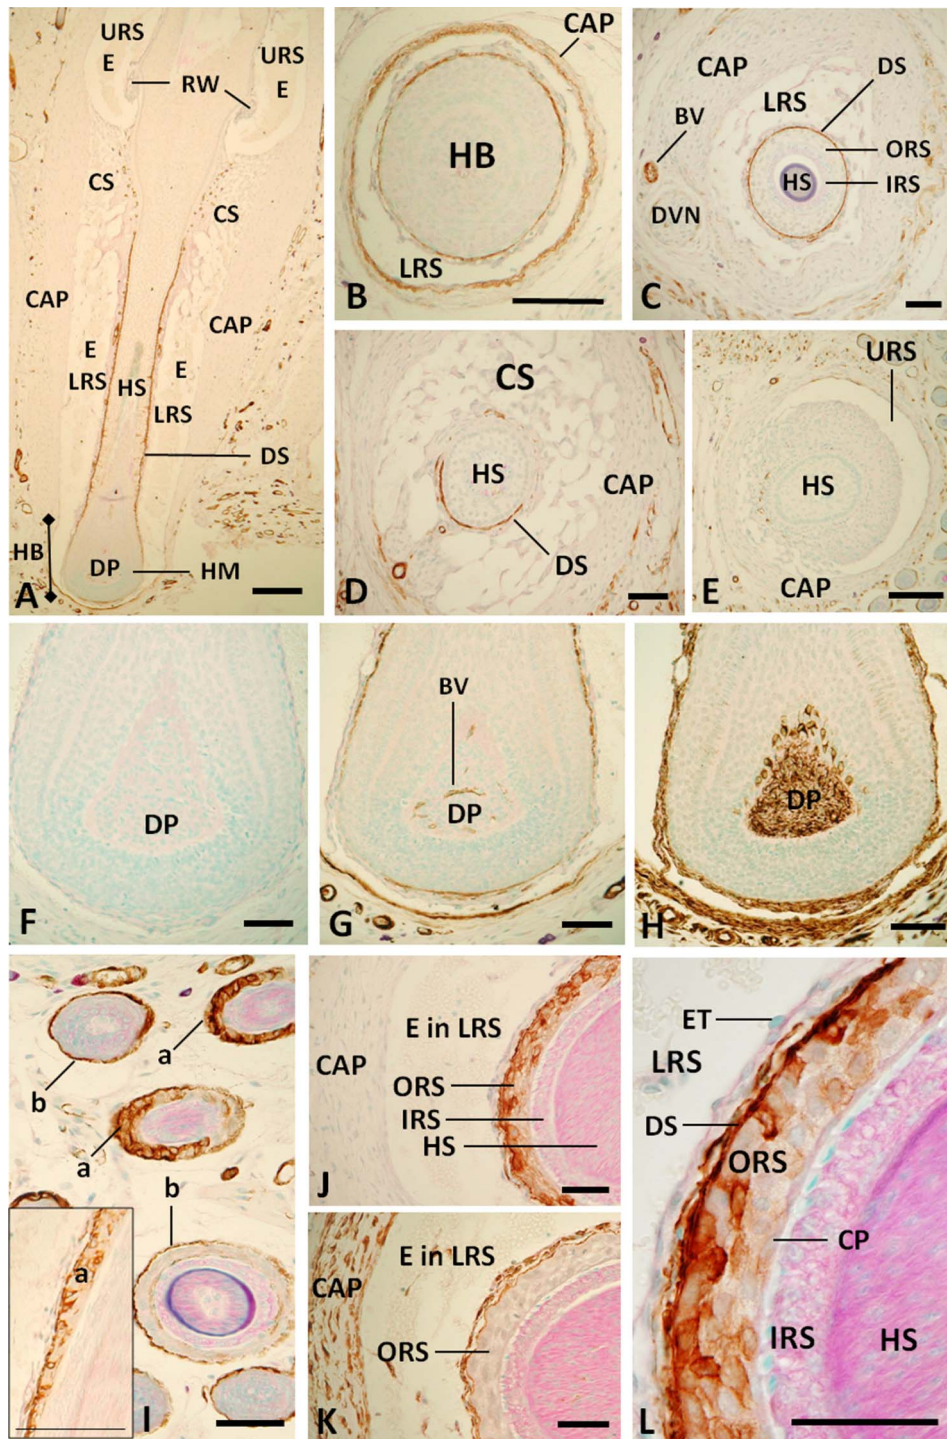 URS
E
URS
E
RW
CS
CS
CAP
CAP
E
LRS
HS
E
LRS
DS
HB
DP
HM
A
CAP
HB
LRS
B
CAP
DS
LRS
BV
ORS
HS
IRS
DVN
C
CS
HS
CAP
DS
D
URS
HS
CAP
E
DP
F
BV
DP
G
DP
H
a
b
a
b
a
I
E in LRS
CAP
ORS
IRS
HS
J
E in LRS
CAP
ORS
K
ET
LRS
DS
ORS
CP
IRS
HS
L